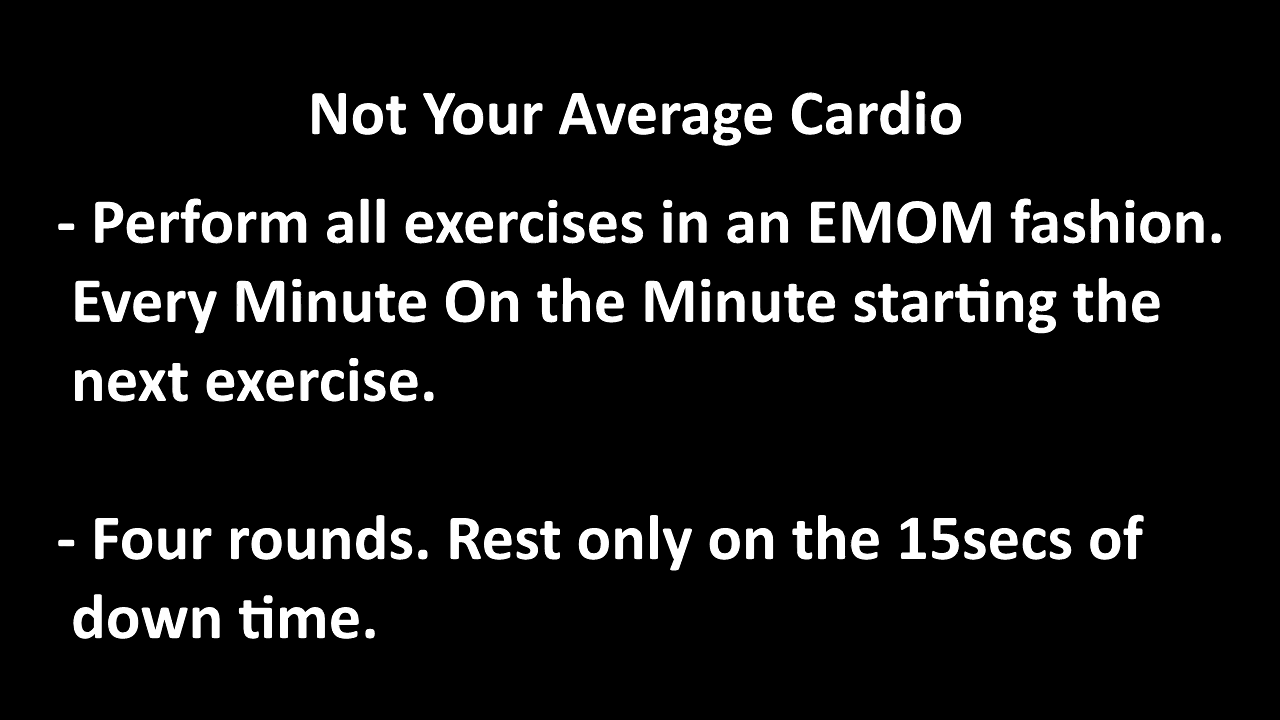 Not Your Average Cardio
- Perform all exercises in an EMOM fashion.
Every Minute On the Minute starting the
next exercise.
- Four rounds. Rest only on the 15secs of
down time.